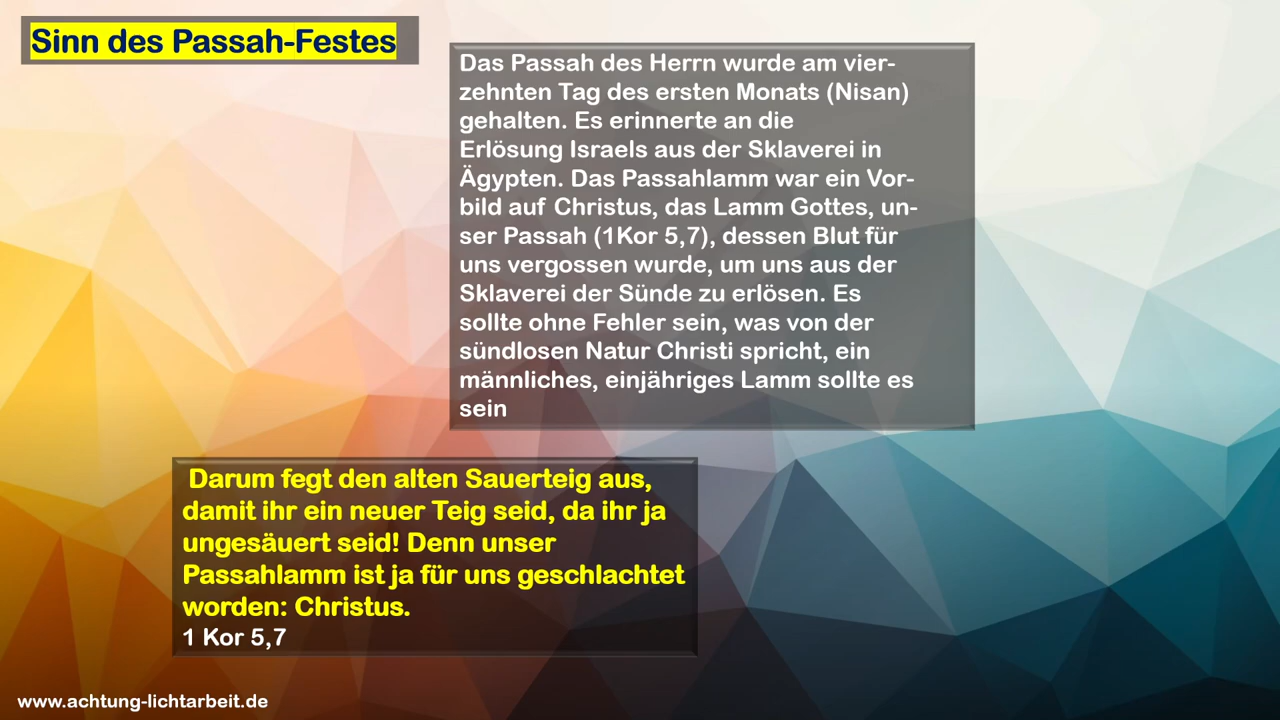 Sinn des Passah-Festes
Das Passah des Herrn wurde am vier-
zehnten Tag des ersten Monats (Nisan)
gehalten. Es erinnerte an die
Erlösung Israels aus der Sklaverei in
Ägypten. Das Passahlamm war ein Vor-
bild auf Christus, das Lamm Gottes, un-
ser Passah (1Kor 5,7), dessen Blut für
uns vergossen wurde, um uns aus der
Sklaverei der Sünde zu erlösen. Es
sollte ohne Fehler sein, was von der
sündlosen Natur Christi spricht, ein
männliches, einjähriges Lamm sollte es
sein
Darum fegt den alten Sauerteig aus,
damit ihr ein neuer Teig seid, da ihr ja
ungesäuert seid! Denn unser
Passahlamm ist ja für uns geschlachtet
worden: Christus.
1 Kor 5,7
www.achtung-lichtarbeit.de